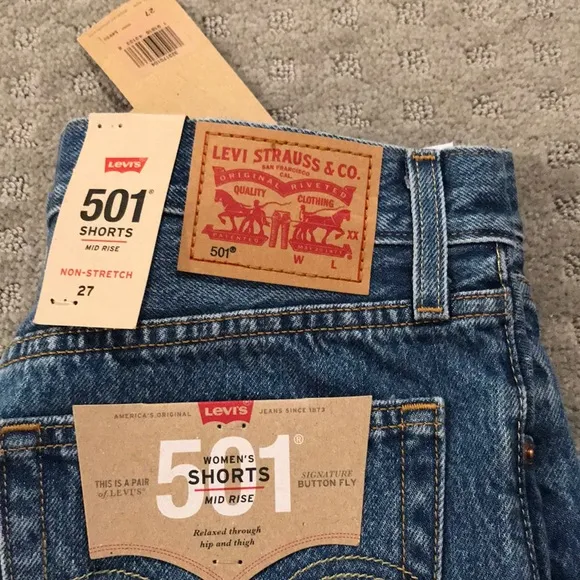 27
Levi's
501®
SHORTS
MID RISE
NON-STRETCH
27
LEVI STRAUSS & CO.
SAN FRANCISCO
CAL.
ORIGINAL RIVETED
QUALITY CLOTHING
XX
501®
W L
AMERICA'S ORIGINAL Levi's JEANS SINCE 1873
501®
WOMEN'S
SHORTS
MID RISE
THIS IS A PAIR
of LEVI'S®
SIGNATURE
BUTTON FLY
Relaxed through
hip and thigh